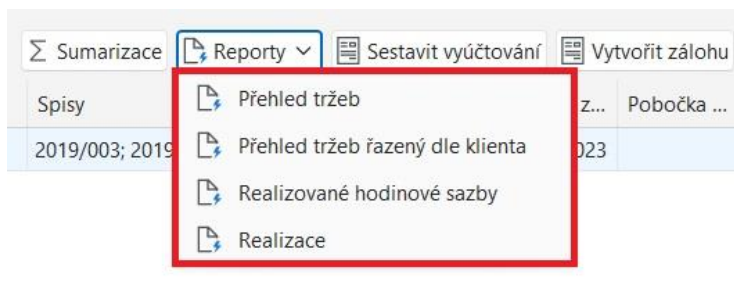 Σ Sumarizace Reporty Sestavit vyúčtování Vytvořit zálohu
Spisy z... Pobočka ...
Přehled tržeb
2019/003; 2019 023
Přehled tržeb řazený dle klienta
Realizované hodinové sazby
Realizace